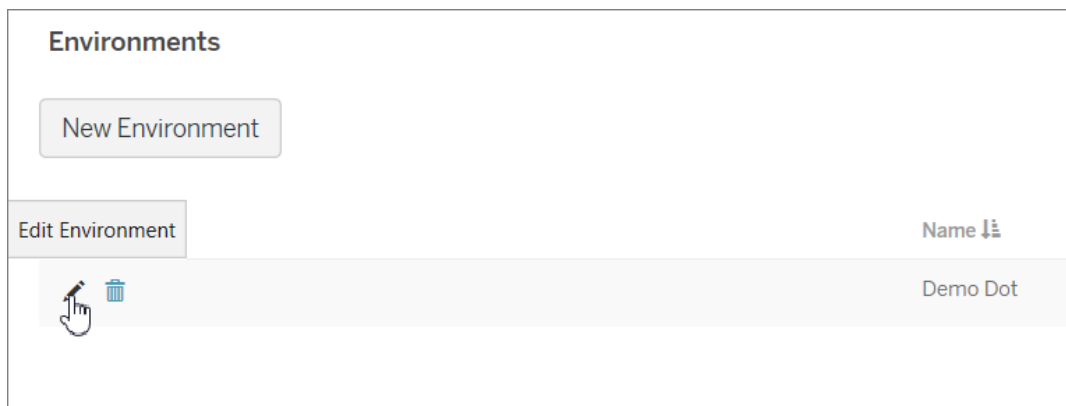 Environments
New Environment
Edit Environment
Name
Demo Dot